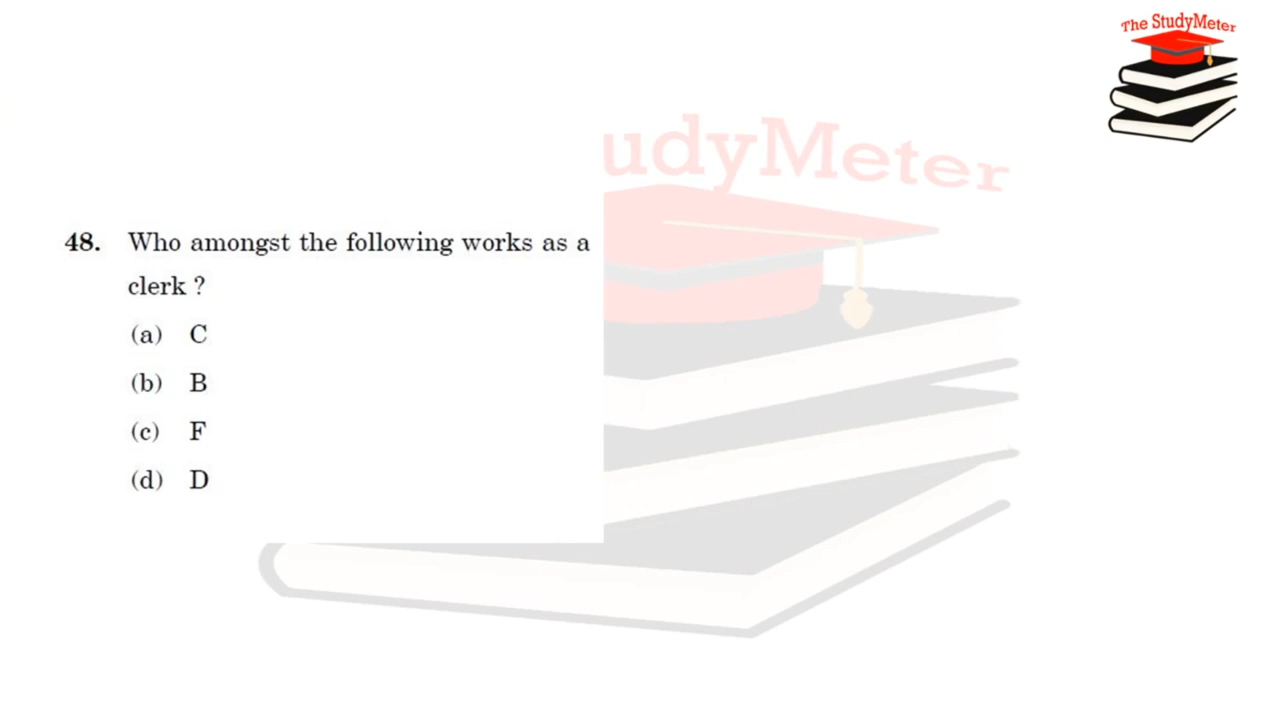 The StudyMeter
udyMeter
48. Who amongst the following works as a
clerk ?
(a) C
(b) B
(c) F
(d) D